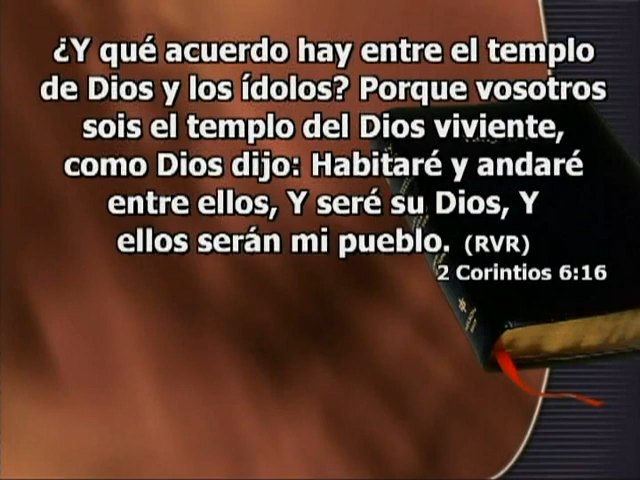 ¿Y qué acuerdo hay entre el templo
de Dios y los ídolos? Porque vosotros
sois el templo del Dios viviente,
como Dios dijo: Habitaré y andaré
entre ellos, Y seré su Dios, Y
ellos serán mi pueblo. (RVR)
2 Corintios 6:16